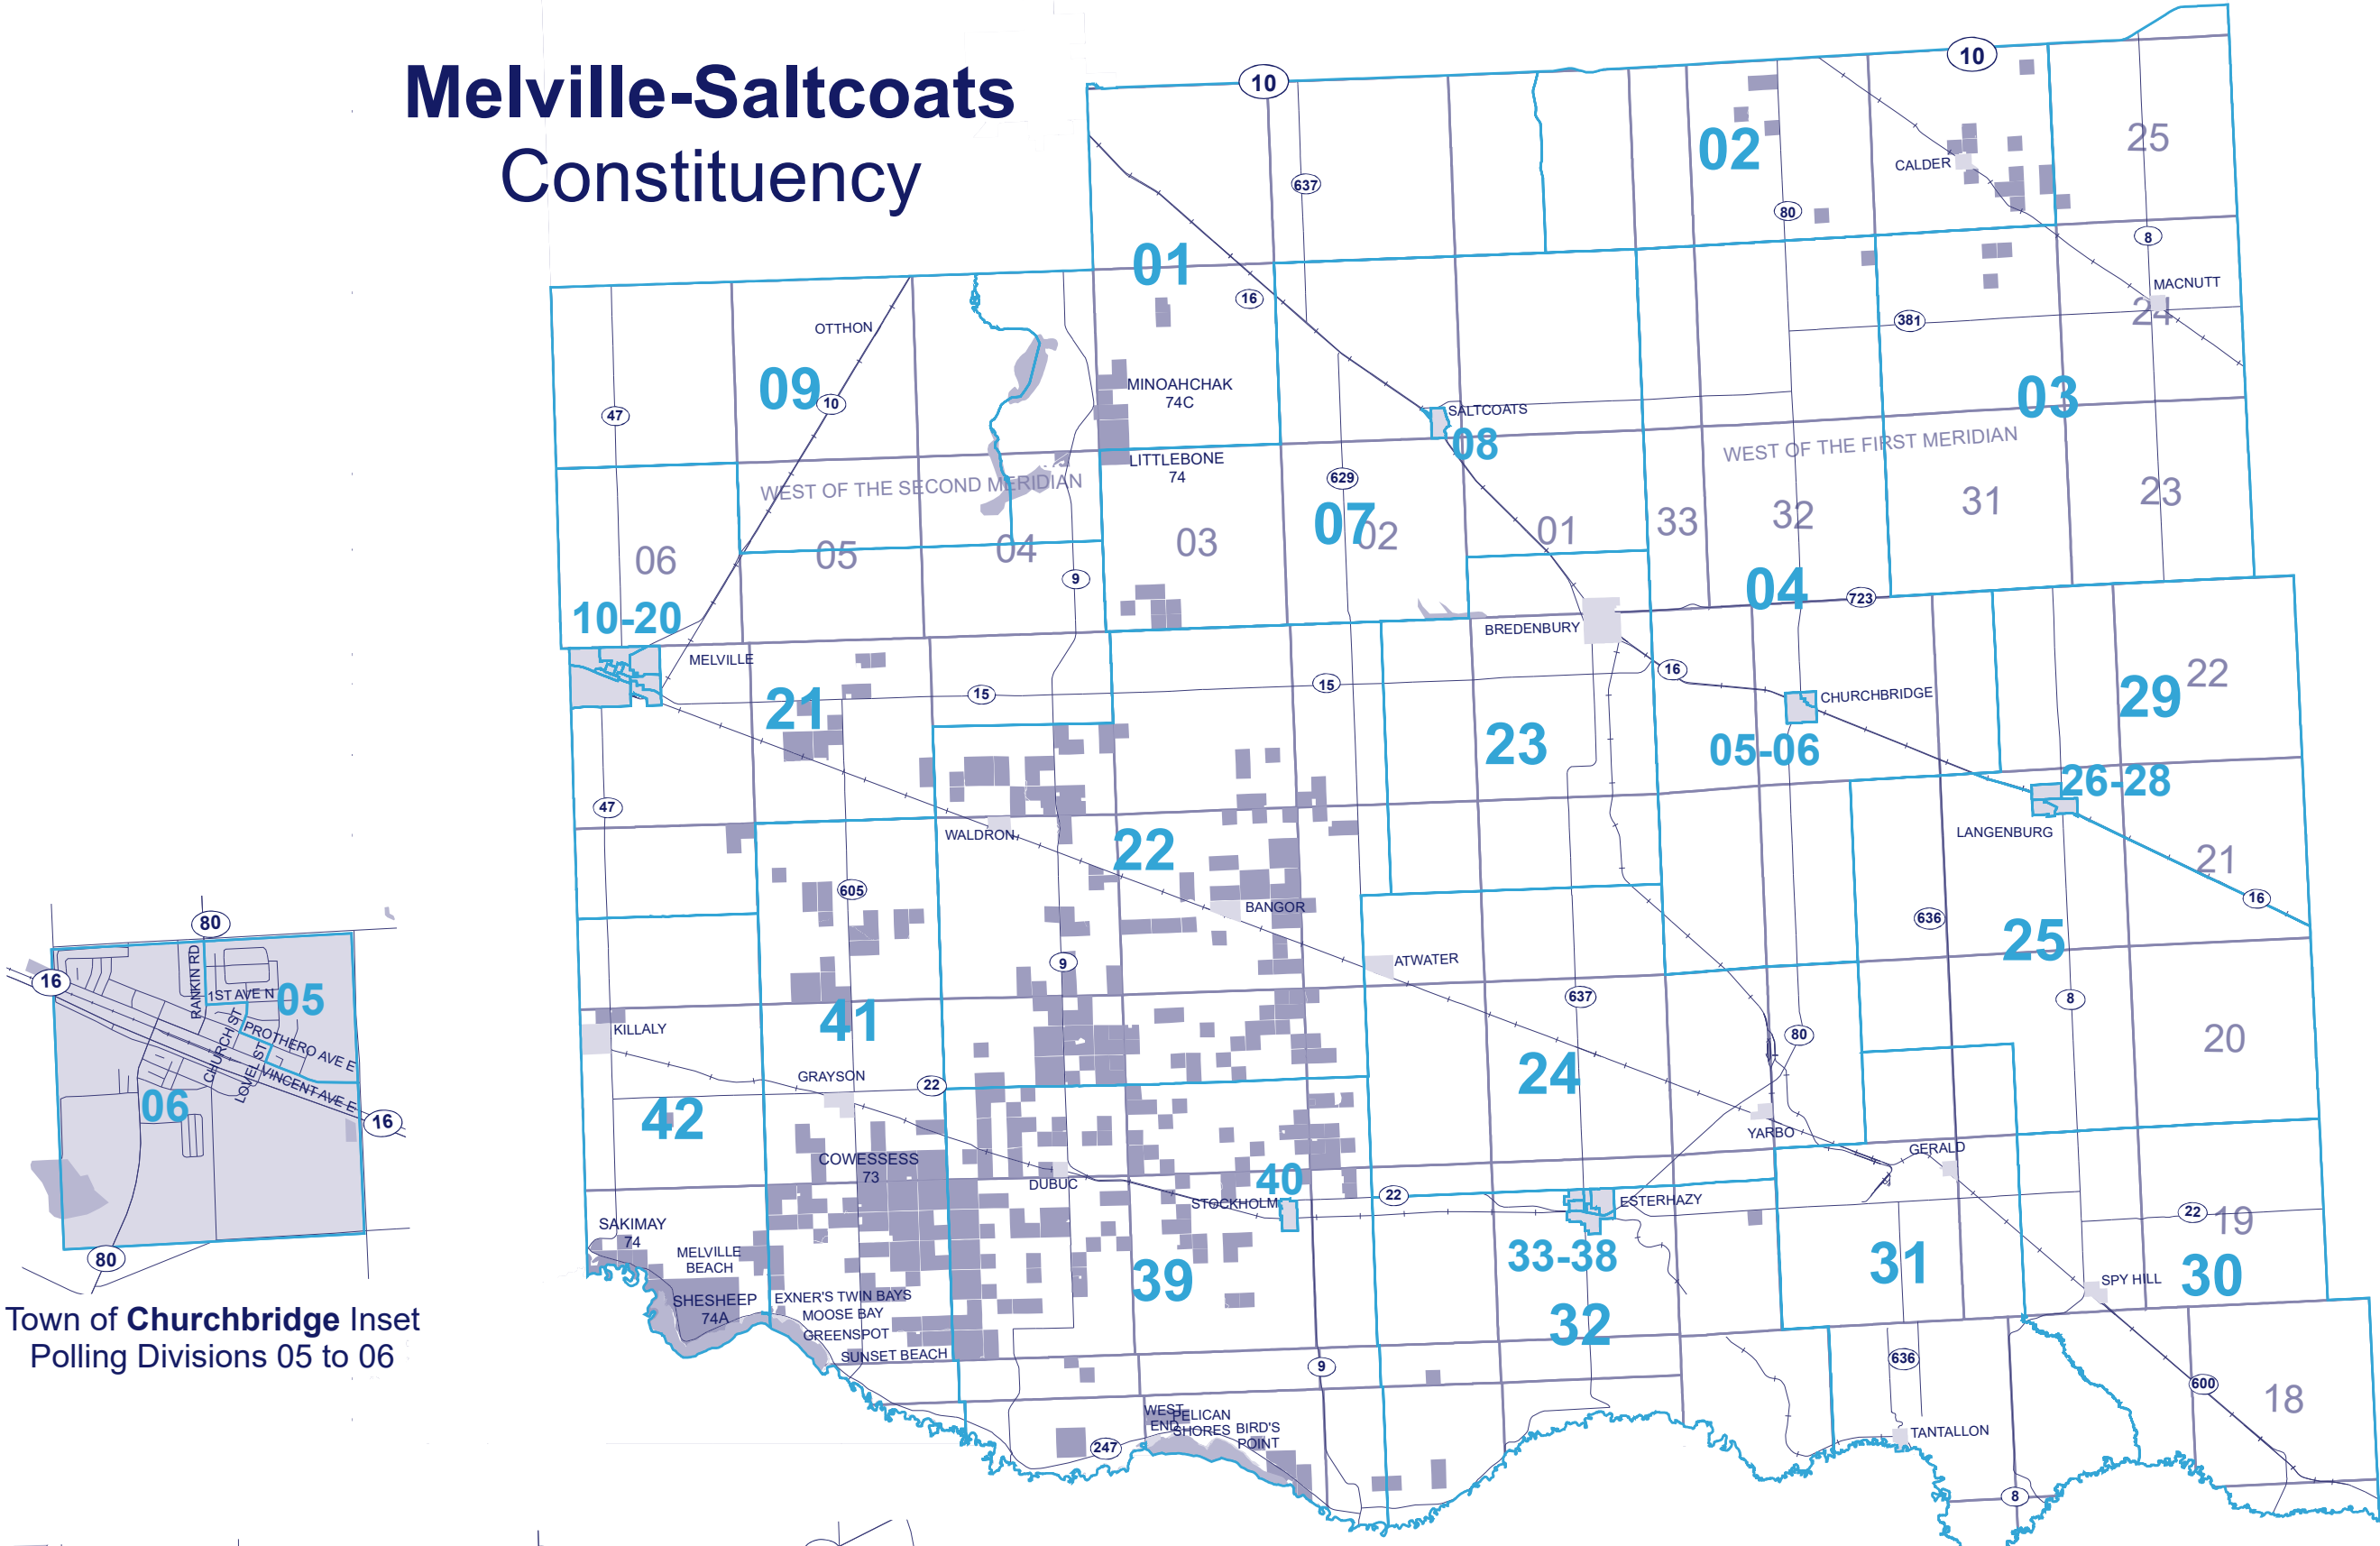 Melville-Saltcoats
Constituency
10
10
637
02
CALDER
25
80
01
16
8
MACNUTT
24
381
OTTHON
09
10
47
MINOAHCHAK
74C
03
SALTCOATS
08
WEST OF THE FIRST MERIDIAN
LITTLEBONE
74
WEST OF THE SECOND MERIDIAN
629
07
02
01
33
32
31
23
06
05
04
03
9
10-20
04
723
BREDENBURY
MELVILLE
21
15
15
16
CHURCHBRIDGE
29
22
23
05-06
26-28
47
WALDRON
22
LANGENBURG
21
605
BANGOR
16
636
25
9
ATWATER
637
8
KILLALY
41
80
20
GRAYSON
22
24
42
YARBO
GERALD
COWESSESS
73
DUBUC
40
STOCKHOLM
22
ESTERHAZY
22
19
SAKIMAY
74
MELVILLE
BEACH
33-38
31
SPY HILL
30
39
SHESHEEP
74A
EXNER'S TWIN BAYS
MOOSE BAY
GREENSPOT
SUNSET BEACH
32
9
636
600
18
WEST
END
PELICAN
SHORES
BIRD'S
POINT
247
TANTALLON
8
80
16
RANKIN RD
1ST AVE N
05
CHURCH ST
PROTHERO AVE E
LOVE ST
VINCENT AVE E
06
16
80
Town of Churchbridge Inset
Polling Divisions 05 to 06